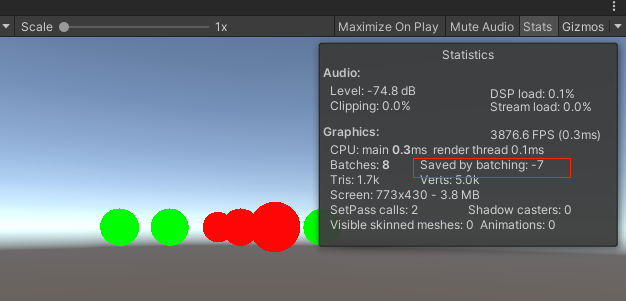 Scale 1x Maximize On Play Mute Audio Stats Gizmos
Statistics
Audio:
Level: -74.8 dB DSP load: 0.1%
Clipping: 0.0% Stream load: 0.0%
Graphics: 3876.6 FPS (0.3ms)
CPU: main 0.3ms render thread 0.1ms
Batches: 8 Saved by batching: -7
Tris: 1.7k Verts: 5.0k
Screen: 773x430 - 3.8 MB
SetPass calls: 2 Shadow casters: 0
Visible skinned meshes: 0 Animations: 0